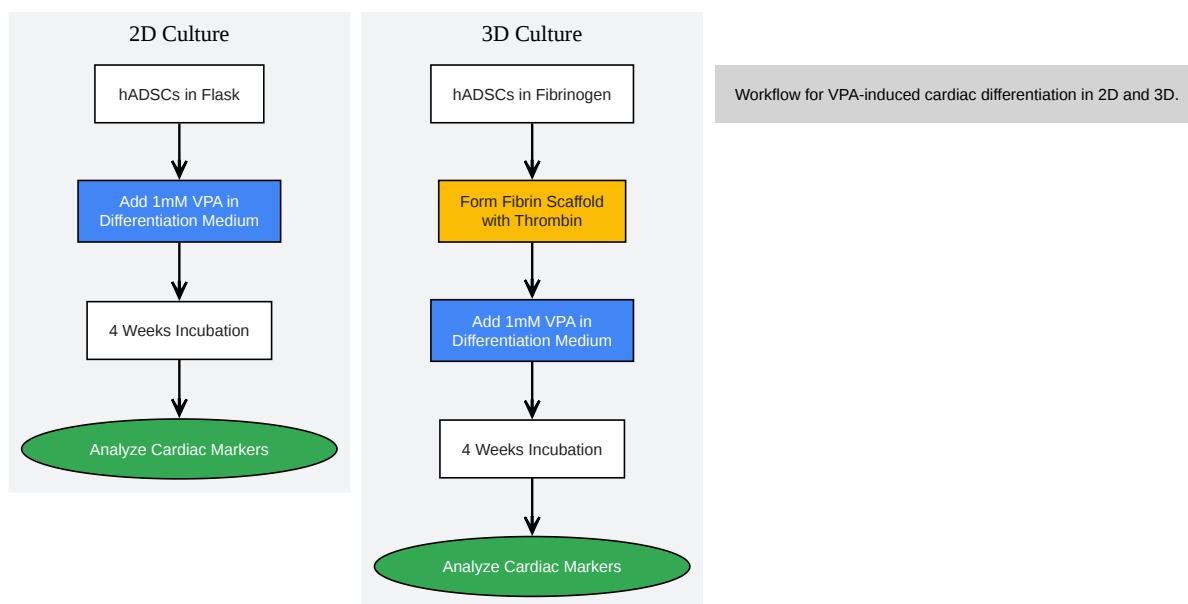 2D Culture
hADSCs in Flask
Add 1mM VPA in
Differentiation Medium
4 Weeks Incubation
Analyze Cardiac Markers
3D Culture
hADSCs in Fibrinogen
Form Fibrin Scaffold
with Thrombin
Add 1mM VPA in
Differentiation Medium
4 Weeks Incubation
Analyze Cardiac Markers
Workflow for VPA-induced cardiac differentiation in 2D and 3D.